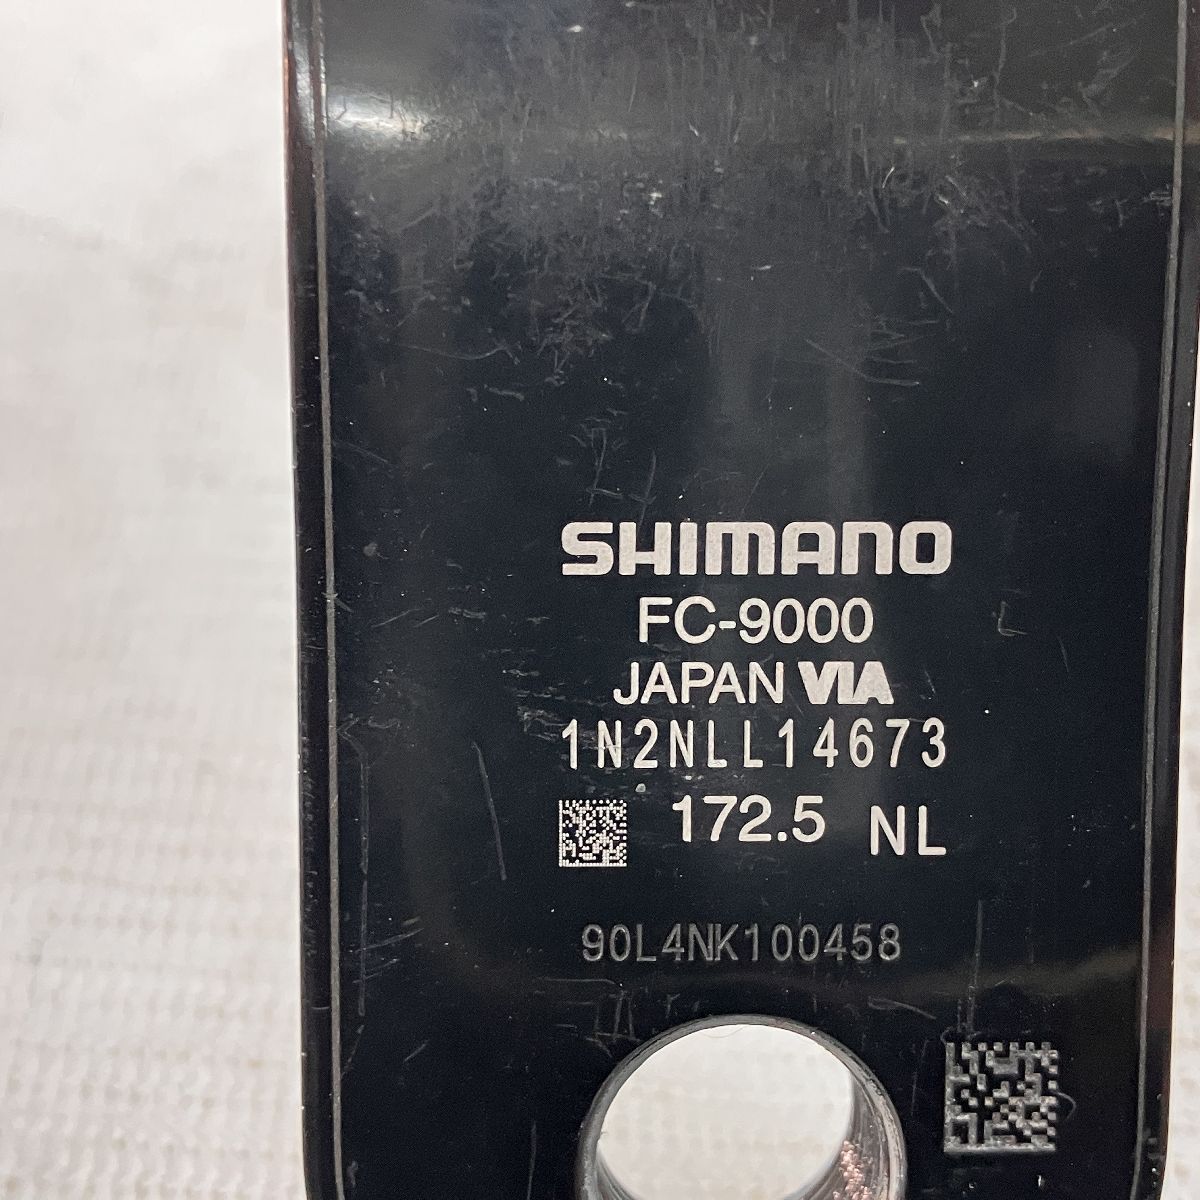 SHIMANO
FC-9000
JAPAN VIA
1N2NLL14673
172.5 NL
90L4NK100458